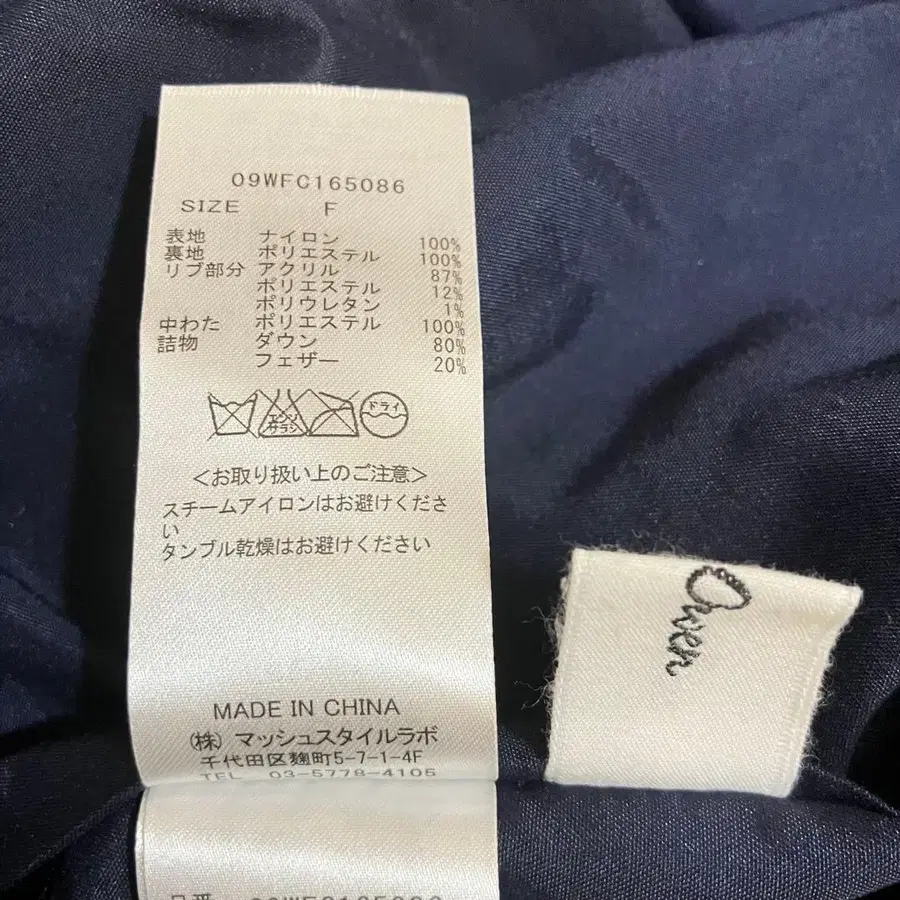 09WFC165086
SIZE F
表地 ナイロン 100%
裏地 ポリエステル 100%
リブ部分 アクリル 87%
ポリエステル 12%
ポリウレタン 1%
中わた ポリエステル 100%
詰物 ダウン 80%
フェザー 20%
エンソ
サラシ
ドライ
<お取り扱い上のご注意>
スチームアイロンはお避けくださ
い
タンブル乾燥はお避けください
MADE IN CHINA
(株) マッシュスタイルラボ
千代田区麹町5-7-1-4F
TEL 03-5778-4105